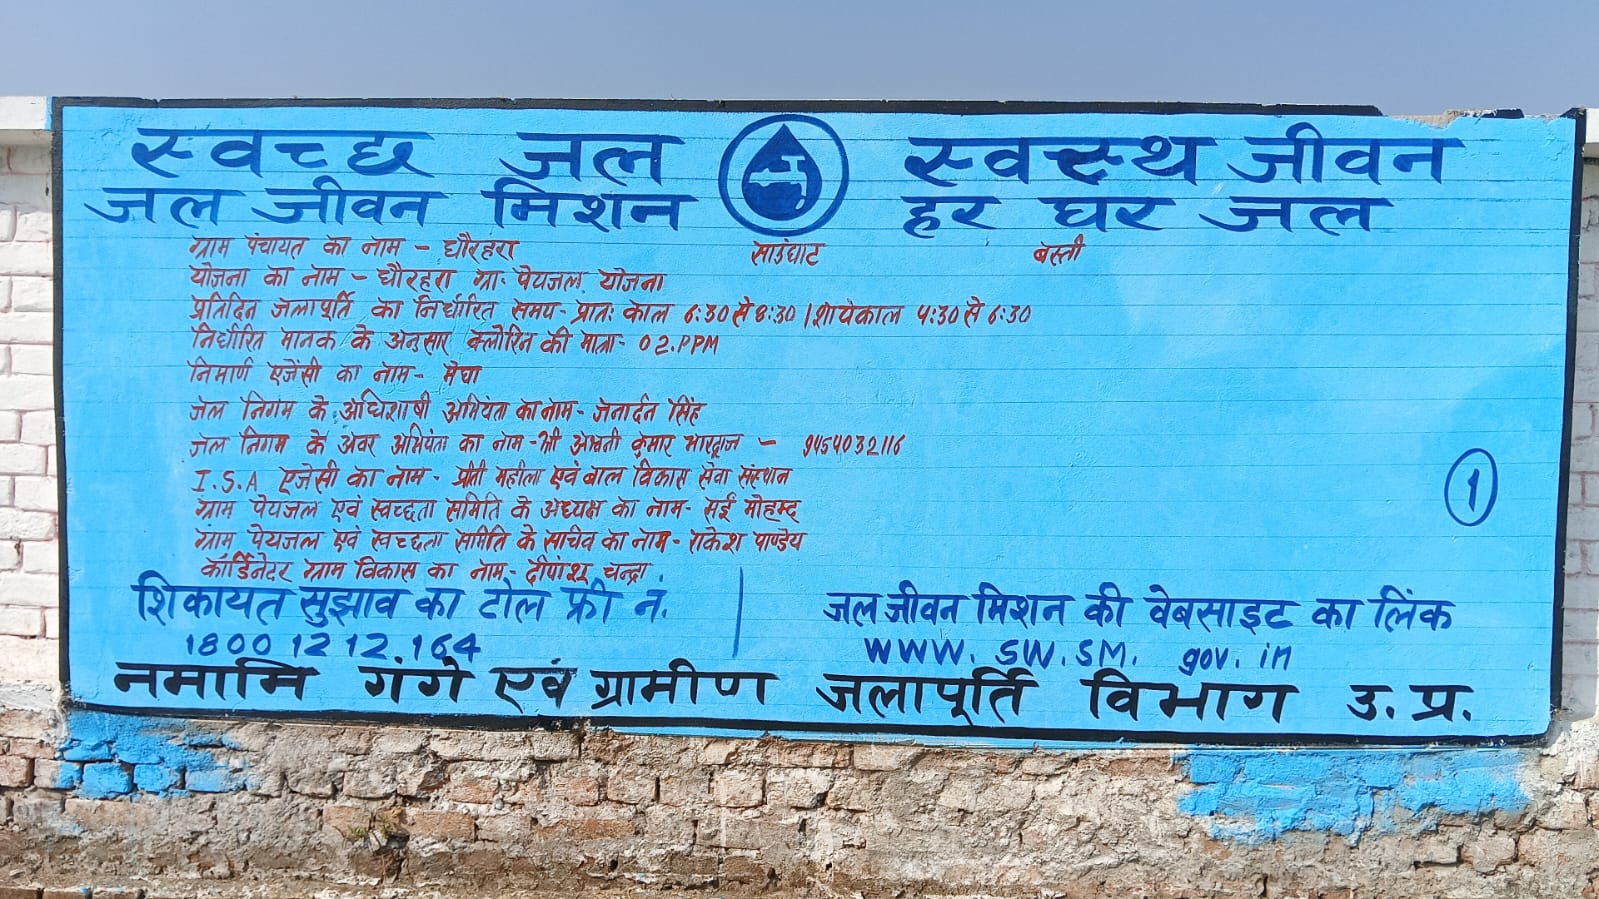 स्वच्छ जल स्वस्थ जीवन
जल जीवन मिशन हर घर जल
ग्राम पंचायत का नाम - धौरहरा साउंघाट बस्ती
योजना का नाम - धौरहरा ग्रा. पेयजल योजना
प्रतिदिन जलापूर्ति का निर्धारित समय- प्रातः काल 6:30 से 8:30 / शायंकाल 4:30 से 6:30
निर्धारित मानक के अनुसार क्लोरिन की मात्रा- 02.PPM
निमार्ण एजेंसी का नाम- मेघा
जल निगम के अधिशाषी अभियंता का नाम- जनार्दन सिंह
जल निगम के अवर अभियंता का नाम -श्री अश्वनी कुमार भारद्वाज - 9454032116
I.S.A एजेंसी का नाम- प्रीती महीला एवं बाल विकास सेवा संस्थान
ग्राम पेयजल एवं स्वच्छता समिति के अध्यक्ष का नाम- सई मोहम्द
ग्राम पेयजल एवं स्वच्छता समिति के सचिव का नाम- राकेश पाण्डेय
कॉर्डिनेटर ग्राम विकास का नाम- दीपांशू चन्द्रा
शिकायत सुझाव का टोल फ्री नं.
1800 12 12 164
जल जीवन मिशन की वेबसाइट का लिंक
WWW. SW.SM. gov. in
1
नमामि गंगे एवं ग्रामीण जलापूर्ति विभाग उ.प्र.